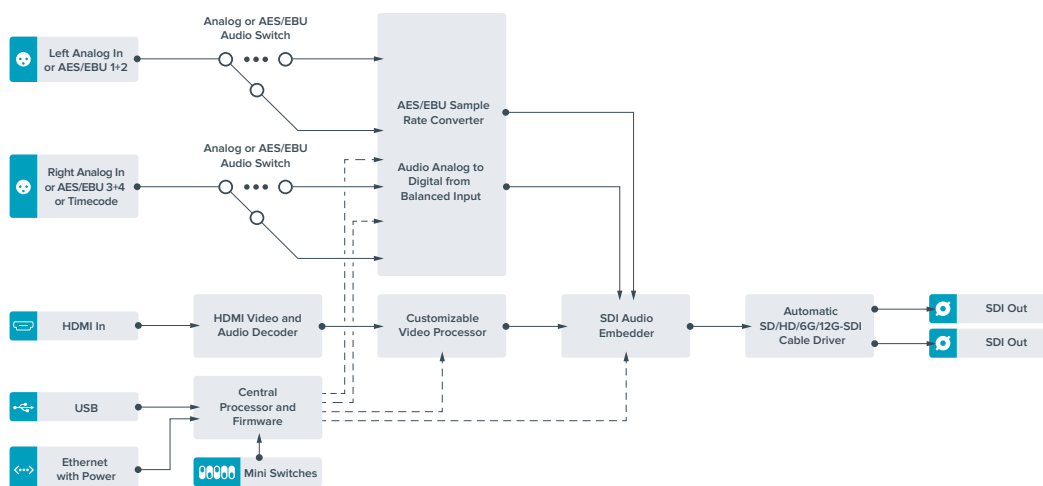 Analog or AES/EBU
Audio Switch
Left Analog In
or AES/EBU 1+2
AES/EBU Sample
Rate Converter
Analog or AES/EBU
Audio Switch
Right Analog In
or AES/EBU 3+4
or Timecode
Audio Analog to
Digital from
Balanced Input
HDMI In
HDMI Video and
Audio Decoder
Customizable
Video Processor
SDI Audio
Embedder
Automatic
SD/HD/6G/12G-SDI
Cable Driver
SDI Out
SDI Out
USB
Central
Processor and
Firmware
Ethernet
with Power
Mini Switches